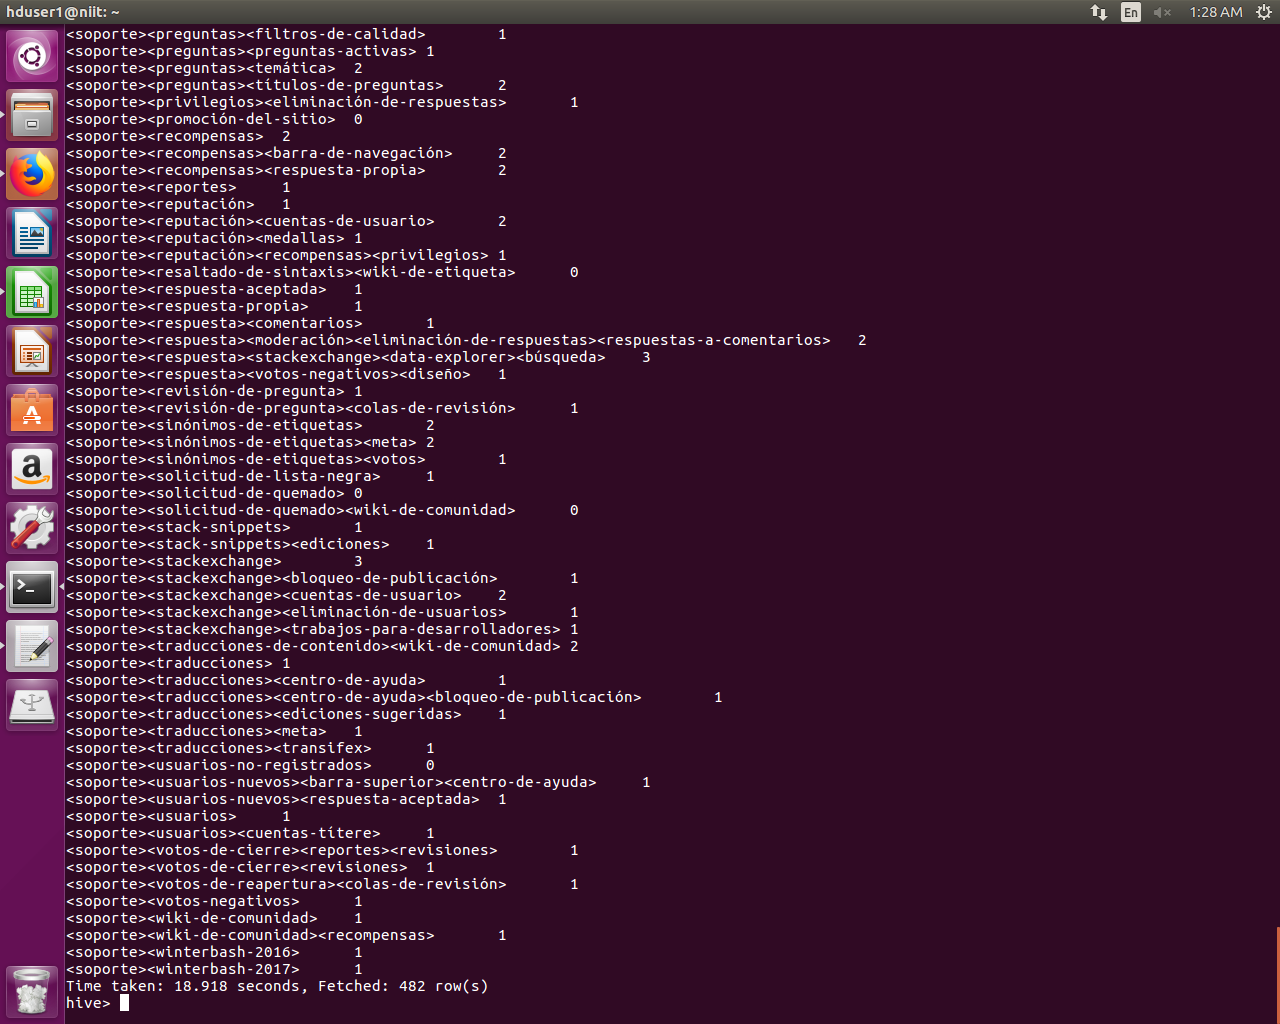 hduser1@niit: ~
En
1:28 AM
<soporte><preguntas><filtros-de-calidad> 1
<soporte><preguntas><preguntas-activas> 1
<soporte><preguntas><temática> 2
<soporte><preguntas><títulos-de-preguntas> 2
<soporte><privilegios><eliminación-de-respuestas> 1
<soporte><promoción-del-sitio> 0
<soporte><recompensas> 2
<soporte><recompensas><barra-de-navegación> 2
<soporte><recompensas><respuesta-propia> 2
<soporte><reportes> 1
<soporte><reputación> 1
<soporte><reputación><cuentas-de-usuario> 2
<soporte><reputación><medallas> 1
<soporte><reputación><recompensas><privilegios> 1
<soporte><resaltado-de-sintaxis><wiki-de-etiqueta> 0
<soporte><respuesta-aceptada> 1
<soporte><respuesta-propia> 1
<soporte><respuesta><comentarios> 1
<soporte><respuesta><moderación><eliminación-de-respuestas><respuestas-a-comentarios> 2
<soporte><respuesta><stackexchange><data-explorer><búsqueda> 3
<soporte><respuesta><votos-negativos><diseño> 1
<soporte><revisión-de-pregunta> 1
<soporte><revisión-de-pregunta><colas-de-revisión> 1
<soporte><sinónimos-de-etiquetas> 2
<soporte><sinónimos-de-etiquetas><meta> 2
<soporte><sinónimos-de-etiquetas><votos> 1
<soporte><solicitud-de-lista-negra> 1
<soporte><solicitud-de-quemado> 0
<soporte><solicitud-de-quemado><wiki-de-comunidad> 0
<soporte><stack-snippets> 1
<soporte><stack-snippets><ediciones> 1
<soporte><stackexchange> 3
<soporte><stackexchange><bloqueo-de-publicación> 1
<soporte><stackexchange><cuentas-de-usuario> 2
<soporte><stackexchange><eliminación-de-usuarios> 1
<soporte><stackexchange><trabajos-para-desarrolladores> 1
<soporte><traducciones-de-contenido><wiki-de-comunidad> 2
<soporte><traducciones> 1
<soporte><traducciones><centro-de-ayuda> 1
<soporte><traducciones><centro-de-ayuda><bloqueo-de-publicación> 1
<soporte><traducciones><ediciones-sugeridas> 1
<soporte><traducciones><meta> 1
<soporte><traducciones><transifex> 1
<soporte><usuarios-no-registrados> 0
<soporte><usuarios-nuevos><barra-superior><centro-de-ayuda> 1
<soporte><usuarios-nuevos><respuesta-aceptada> 1
<soporte><usuarios> 1
<soporte><usuarios><cuentas-títere> 1
<soporte><votos-de-cierre><reportes><revisiones> 1
<soporte><votos-de-cierre><revisiones> 1
<soporte><votos-de-reapertura><colas-de-revisión> 1
<soporte><votos-negativos> 1
<soporte><wiki-de-comunidad> 1
<soporte><wiki-de-comunidad><recompensas> 1
<soporte><winterbash-2016> 1
<soporte><winterbash-2017> 1
Time taken: 18.918 seconds, Fetched: 482 row(s)
hive>